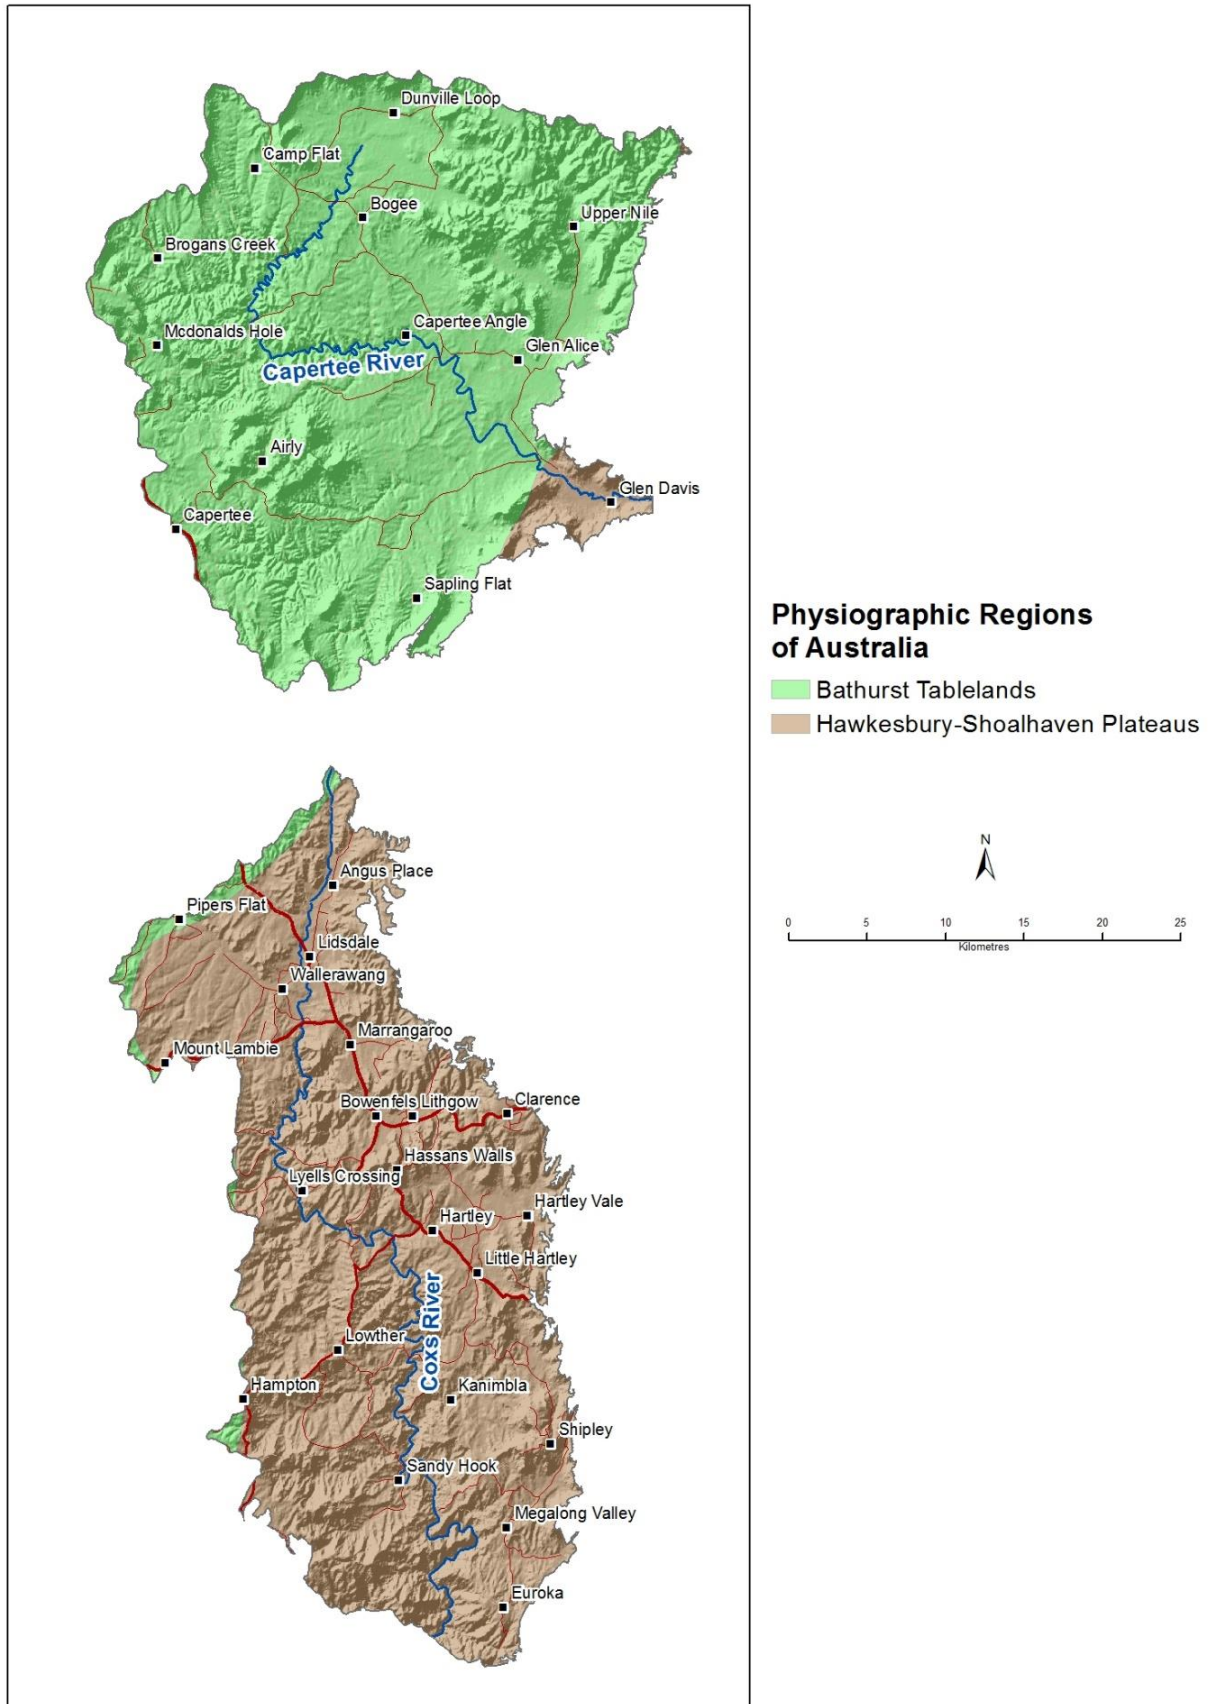 Dunville Loop
Camp Flat
Bogee
Upper Nile
Brogans Creek
Capertee Angle
Mcdonalds Hole
Glen Alice
Capertee River
Airly
Glen Davis
Capertee
Sapling Flat
Physiographic Regions
of Australia
Bathurst Tablelands
Hawkesbury-Shoalhaven Plateaus
N
0 5 10 15 20 25
Kilometres
Angus Place
Pipers Flat
Lidsdale
Wallerawang
Marrangaroo
Mount Lambie
Bowenfels Lithgow
Clarence
Hassans Walls
Lyells Crossing
Hartley Vale
Hartley
Little Hartley
Coxs River
Lowther
Hampton
Kanimbla
Shipley
Sandy Hook
Megalong Valley
Euroka